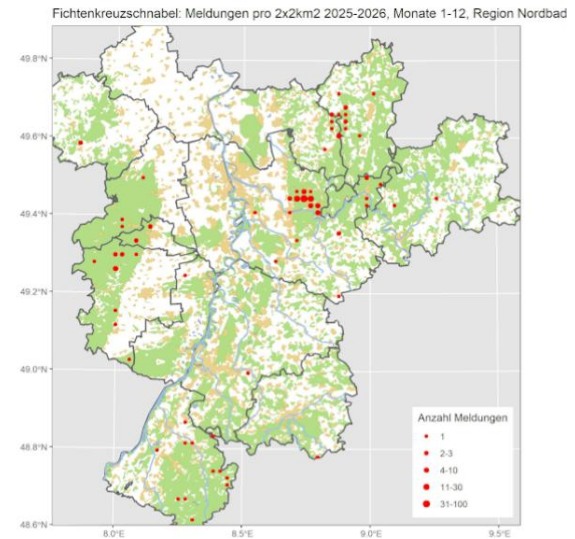 Fichtenkreuzschnabel: Meldungen pro 2x2km2 2025-2026, Monate 1-12, Region Nordbad
49.8°N
49.6°N
49.4°N
49.2°N
49.0°N
48.8°N
48.6°N
Anzahl Meldungen
1
2-3
4-10
11-30
31-100
8.0°E
8.5°E
9.0°E
9.5°E